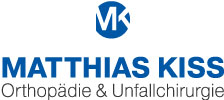 MK
MATTHIAS KISS
Orthopädie & Unfallchirurgie